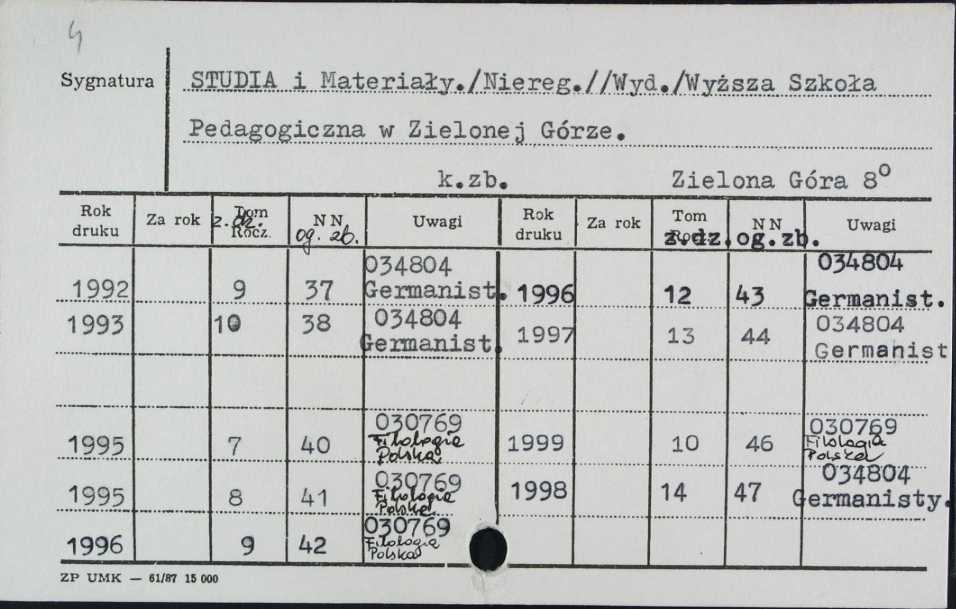 4
Sygnatura STUDIA i Materiały./Niereg.//Wyd./Wyższa Szkoła
Pedagogiczna w Zielonej Górze.
k.zb. Zielona Góra 8°
Rok druku Za rok Tom Rocz. z.dz. NN og. zb. Uwagi Rok druku Za rok Tom Rocz. z.dz. NN og.zb. Uwagi
1992 9 37 034804 Germanist. 1996 12 43 034804 Germanist.
1993 10 38 034804 Germanist. 1997 13 44 034804 Germanist
1995 7 40 030769 Filologia Polska 1999 10 46 030769 Filologia Polska
1995 8 41 030769 Filologia Polska 1998 14 47 034804 Germanisty.
1996 9 42 030769 Filologia Polska
ZP UMK — 61/87 15 000